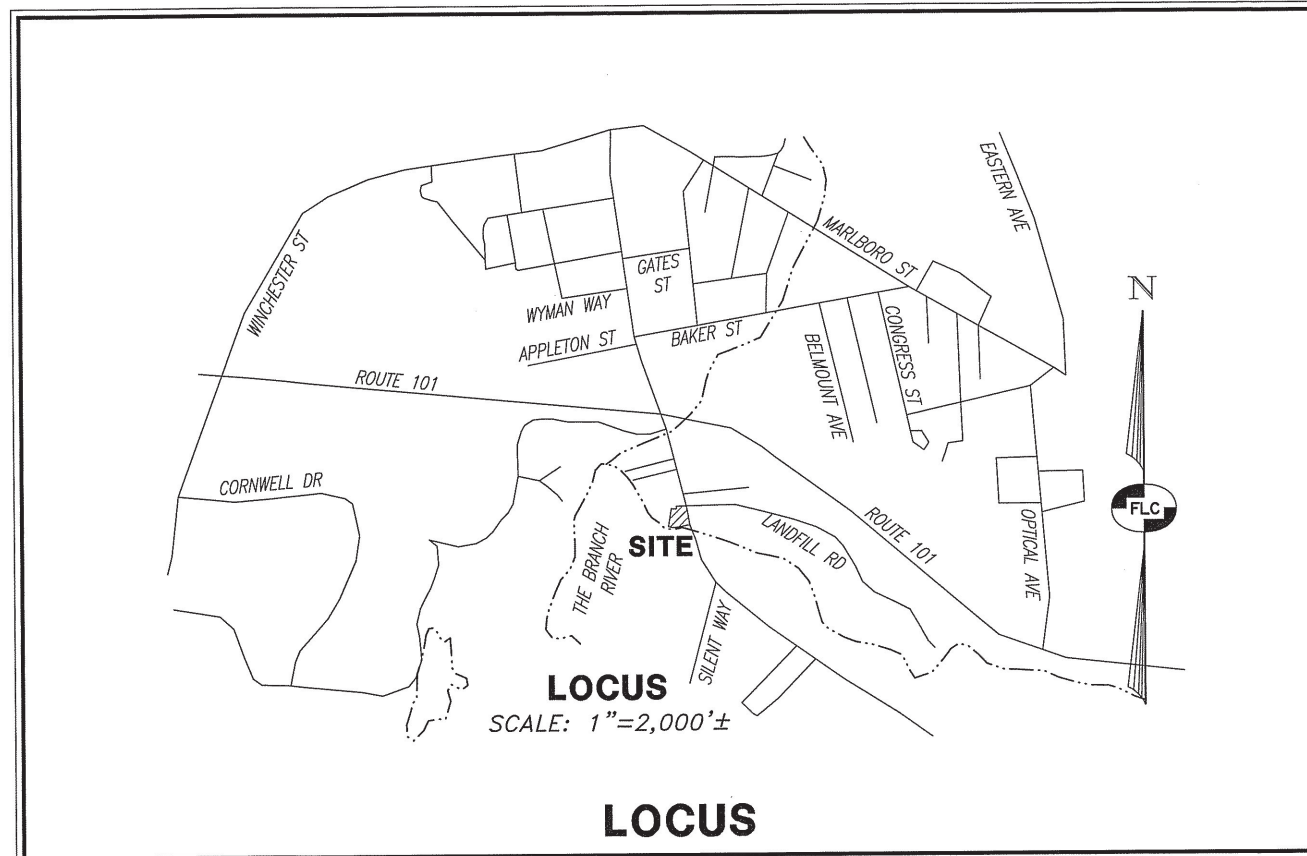 EASTERN AVE
MARLBORO ST
WINCHESTER ST
GATES
ST
N
WYMAN WAY
APPLETON ST
BAKER ST
CONGRESS ST
BELMOUNT AVE
ROUTE 101
CORNWELL DR
FLC
OPTICAL AVE
ROUTE 101
LANDFILL RD
SITE
THE BRANCH
RIVER
SILENT WAY
LOCUS
SCALE: 1"=2,000'±
LOCUS